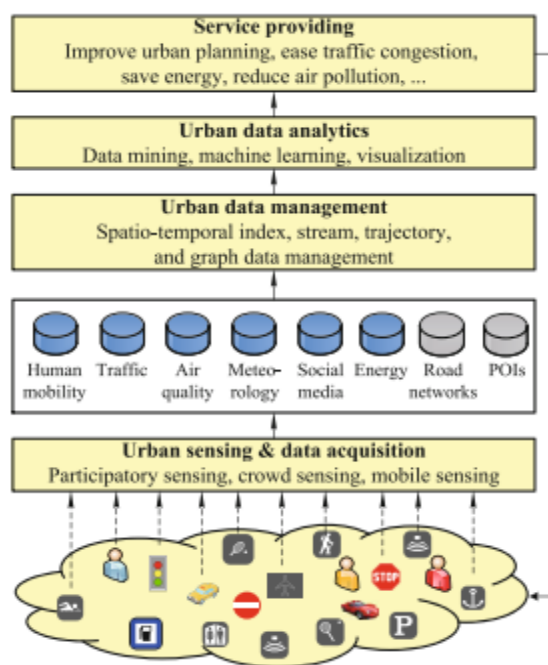 Service providing
Improve urban planning, ease traffic congestion,
save energy, reduce air pollution, ...
Urban data analytics
Data mining, machine learning, visualization
Urban data management
Spatio-temporal index, stream, trajectory,
and graph data management
Human mobility
Traffic
Air quality
Meteo-
rology
Social media
Energy
Road networks
POIs
Urban sensing & data acquisition
Participatory sensing, crowd sensing, mobile sensing
STOP
P